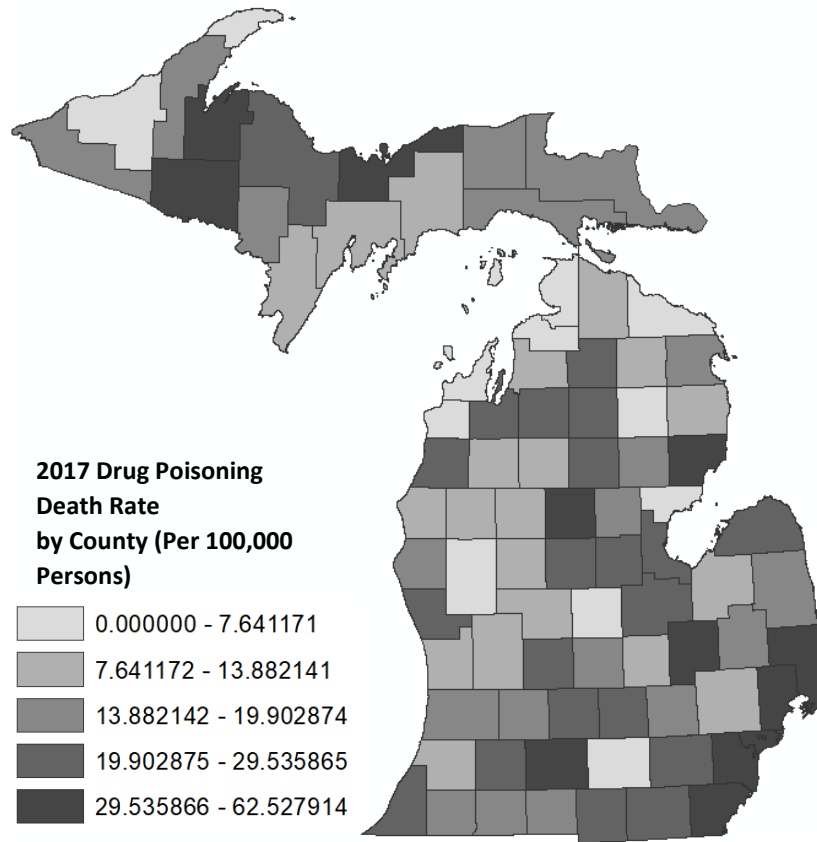 2017 Drug Poisoning
Death Rate
by County (Per 100,000
Persons)
0.000000 - 7.641171
7.641172 - 13.882141
13.882142 - 19.902874
19.902875 - 29.535865
29.535866 - 62.527914